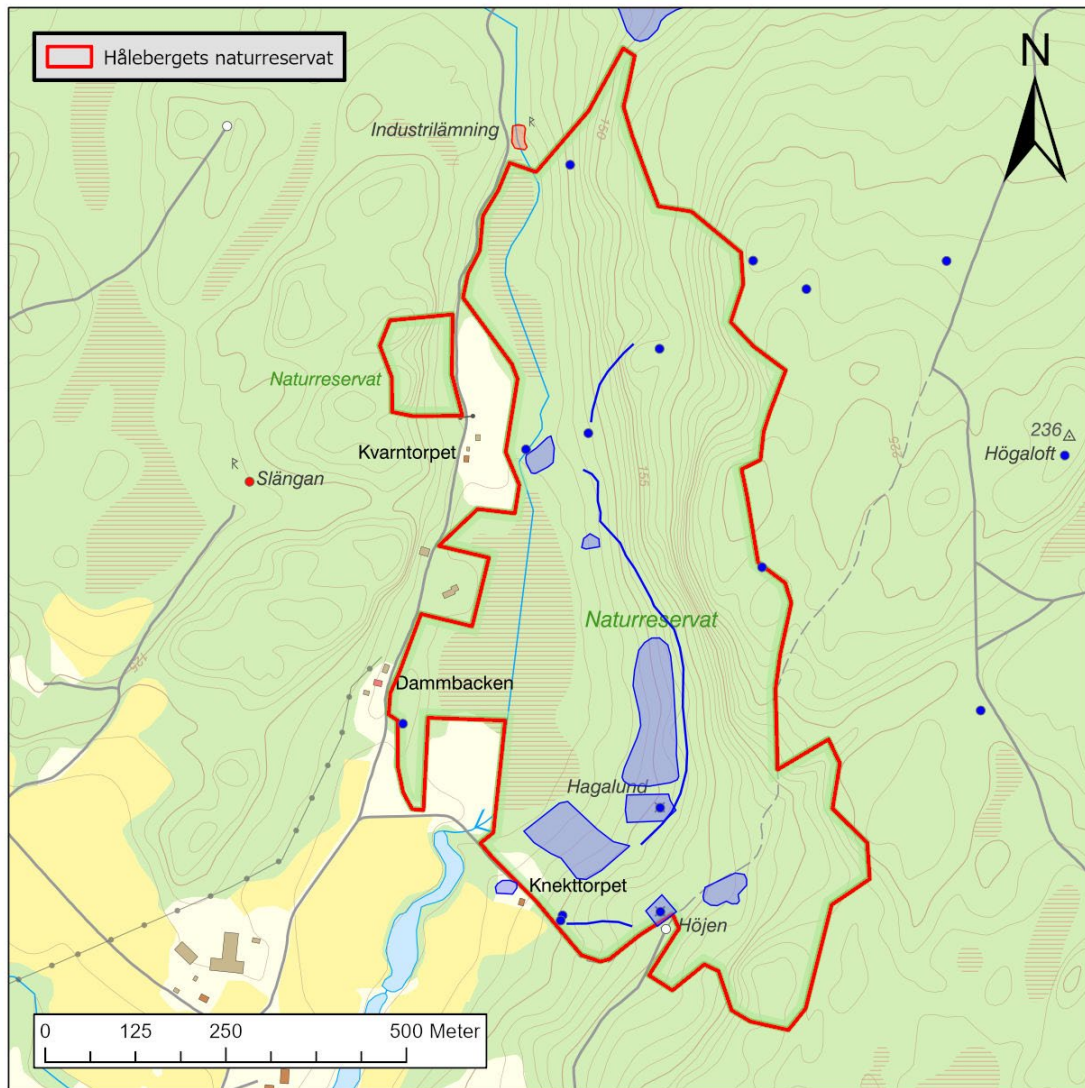 Hålebergets naturreservat
N
Industrilämning
R
150
Naturreservat
Kvarntorpet
236
Högaloft
225
155
R
Slängan
Naturreservat
125
Dammbacken
Hagalund
Knekttorpet
Höjen
0 125 250 500 Meter